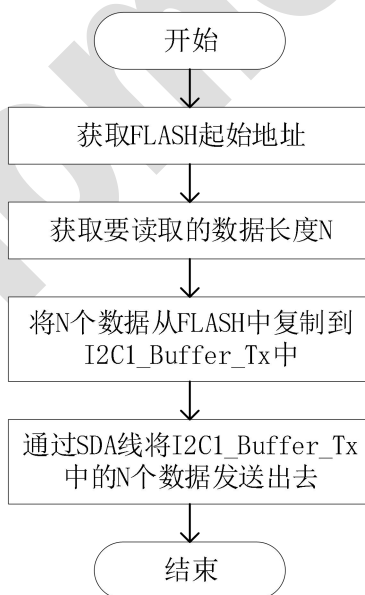 开始
获取FLASH起始地址
获取要读取的数据长度N
将N个数据从FLASH中复制到
I2C1_Buffer_Tx中
通过SDA线将I2C1_Buffer_Tx
中的N个数据发送出去
结束